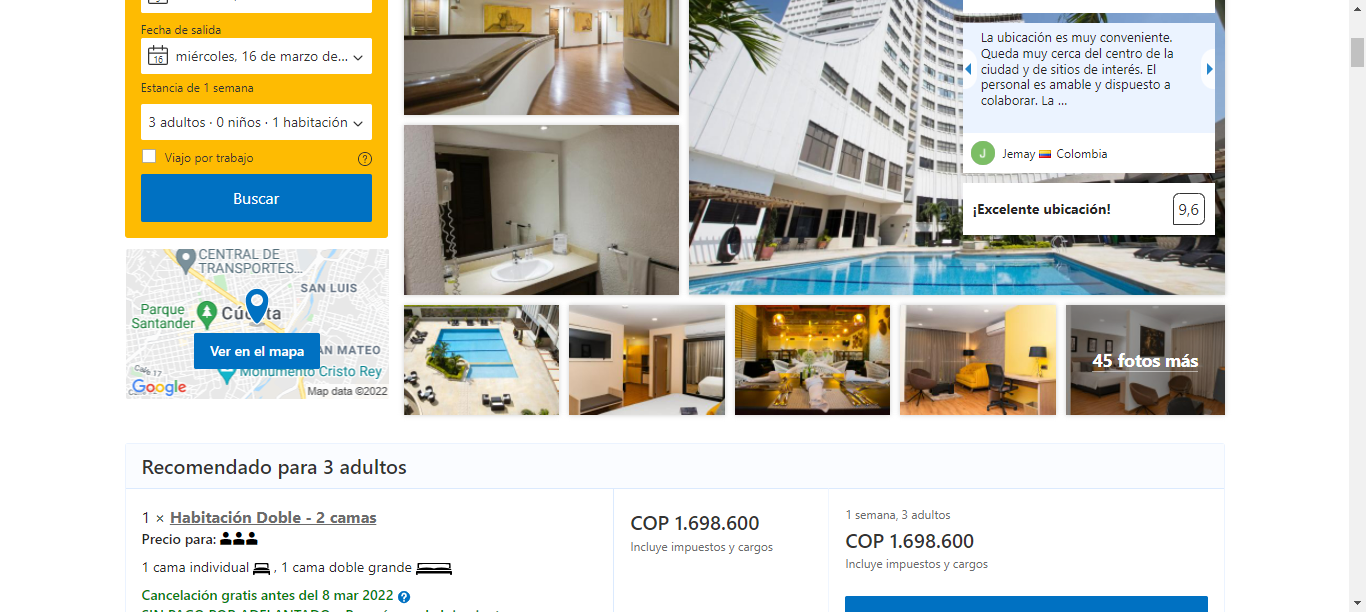 Fecha de salida
16
miércoles, 16 de marzo de...
Estancia de 1 semana
3 adultos · 0 niños · 1 habitación
Viajo por trabajo
?
Buscar
CENTRAL DE
TRANSPORTES...
SAN LUIS
Parque
Santander
Cúcuta
AN MATEO
Ver en el mapa
Monumento Cristo Rey
Calle 17
Google
Map data ©2022
La ubicación es muy conveniente.
Queda muy cerca del centro de la
ciudad y de sitios de interés. El
personal es amable y dispuesto a
colaborar. La ...
J
Jemay Colombia
¡Excelente ubicación!
9,6
45 fotos más
Recomendado para 3 adultos
1 × Habitación Doble - 2 camas
Precio para:
1 cama individual , 1 cama doble grande
Cancelación gratis antes del 8 mar 2022 ?
COP 1.698.600
Incluye impuestos y cargos
1 semana, 3 adultos
COP 1.698.600
Incluye impuestos y cargos